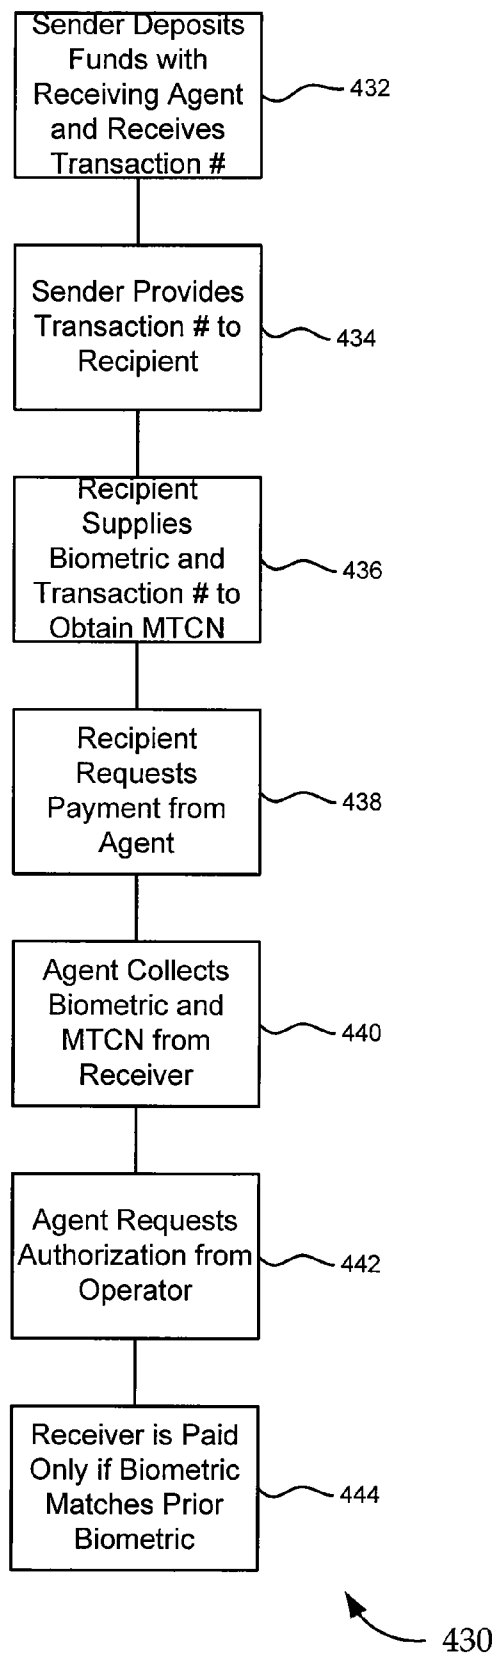 Sender Deposits
Funds with
Receiving Agent
and Receives
Transaction #
432
Sender Provides
Transaction # to
Recipient
434
Recipient
Supplies
Biometric and
Transaction # to
Obtain MTCN
436
Recipient
Requests
Payment from
Agent
438
Agent Collects
Biometric and
MTCN from
Receiver
440
Agent Requests
Authorization from
Operator
442
Receiver is Paid
Only if Biometric
Matches Prior
Biometric
444
430